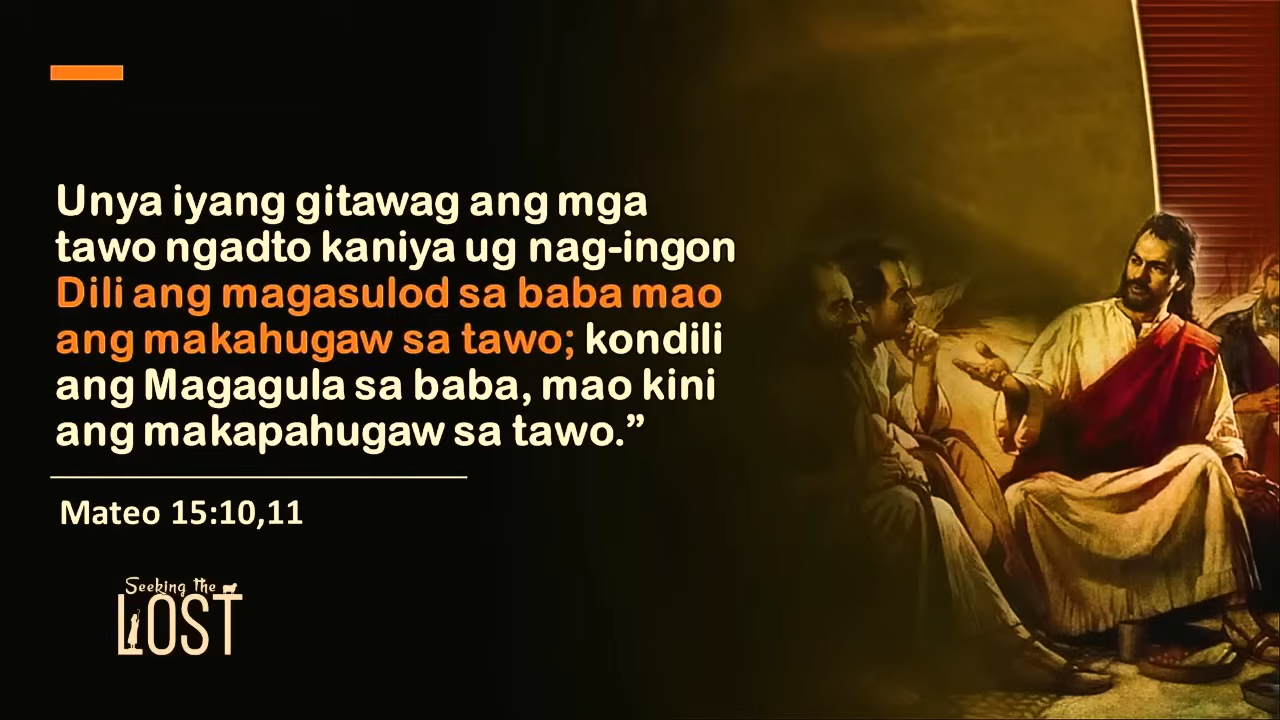 Unya iyang gitawag ang mga
tawo ngadto kaniya ug nag-ingon
Dili ang magasulod sa baba mao
ang makahugaw sa tawo; kondili
ang Magagula sa baba, mao kini
ang makapahugaw sa tawo.”
Mateo 15:10,11
Seeking the
LOST